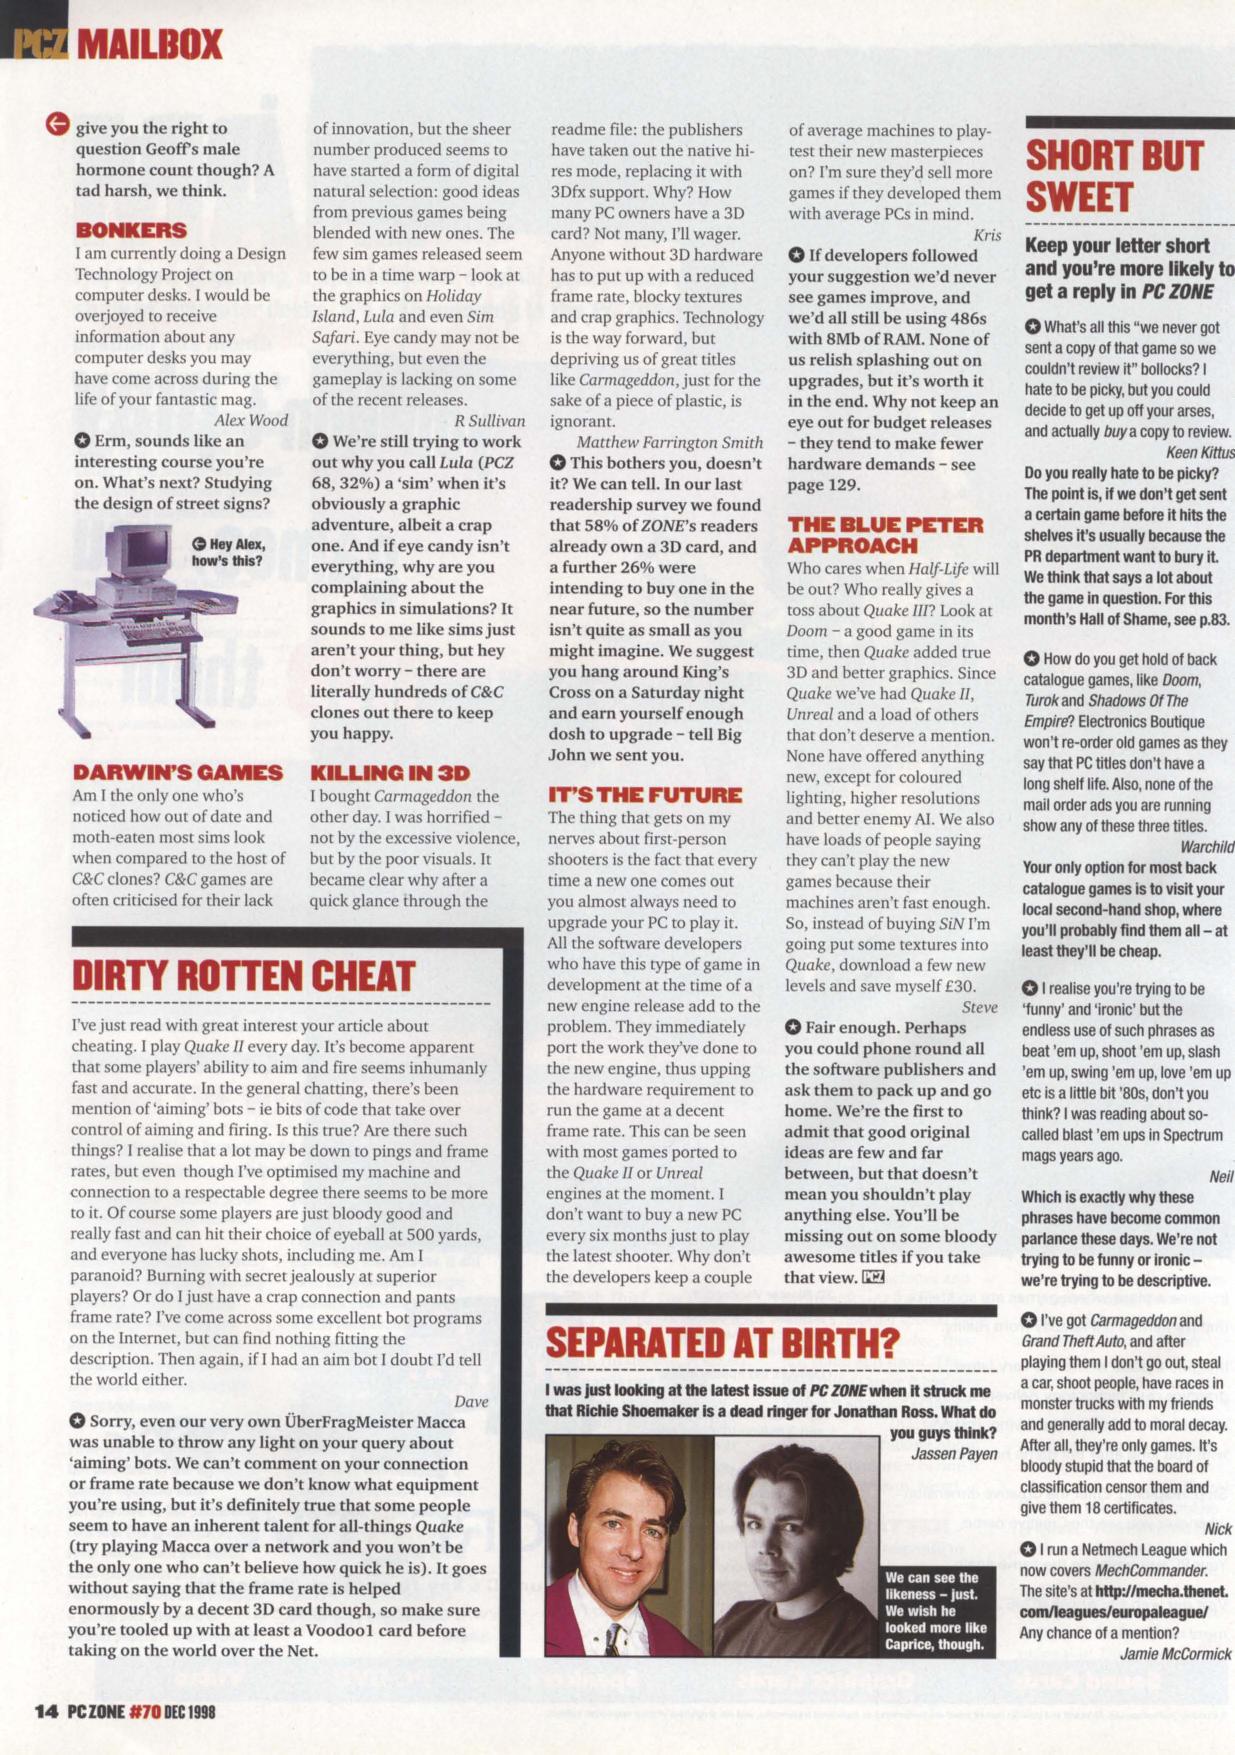 PCZ MAILBOX
give you the right to
question Geoff's male
hormone count though? A
tad harsh, we think.
BONKERS
I am currently doing a Design
Technology Project on
computer desks. I would be
overjoyed to receive
information about any
computer desks you may
have come across during the
life of your fantastic mag.
Alex Wood
Erm, sounds like an
interesting course you're
on. What's next? Studying
the design of street signs?
Hey Alex,
how's this?
DARWIN'S GAMES
Am I the only one who's
noticed how out of date and
moth-eaten most sims look
when compared to the host of
C&C clones? C&C games are
often criticised for their lack
of innovation, but the sheer
number produced seems to
have started a form of digital
natural selection: good ideas
from previous games being
blended with new ones. The
few sim games released seem
to be in a time warp – look at
the graphics on Holiday
Island, Lula and even Sim
Safari. Eye candy may not be
everything, but even the
gameplay is lacking on some
of the recent releases.
R Sullivan
We're still trying to work
out why you call Lula (PCZ
68, 32%) a 'sim' when it's
obviously a graphic
adventure, albeit a crap
one. And if eye candy isn't
everything, why are you
complaining about the
graphics in simulations? It
sounds to me like sims just
aren't your thing, but hey
don't worry – there are
literally hundreds of C&C
clones out there to keep
you happy.
KILLING IN 3D
I bought Carmageddon the
other day. I was horrified –
not by the excessive violence,
but by the poor visuals. It
became clear why after a
quick glance through the
readme file: the publishers
have taken out the native hi-
res mode, replacing it with
3Dfx support. Why? How
many PC owners have a 3D
card? Not many, I'll wager.
Anyone without 3D hardware
has to put up with a reduced
frame rate, blocky textures
and crap graphics. Technology
is the way forward, but
depriving us of great titles
like Carmageddon, just for the
sake of a piece of plastic, is
ignorant.
Matthew Farrington Smith
This bothers you, doesn't
it? We can tell. In our last
readership survey we found
that 58% of ZONE's readers
already own a 3D card, and
a further 26% were
intending to buy one in the
near future, so the number
isn't quite as small as you
might imagine. We suggest
you hang around King's
Cross on a Saturday night
and earn yourself enough
dosh to upgrade – tell Big
John we sent you.
IT'S THE FUTURE
The thing that gets on my
nerves about first-person
shooters is the fact that every
time a new one comes out
you almost always need to
upgrade your PC to play it.
All the software developers
who have this type of game in
development at the time of a
new engine release add to the
problem. They immediately
port the work they've done to
the new engine, thus upping
the hardware requirement to
run the game at a decent
frame rate. This can be seen
with most games ported to
the Quake II or Unreal
engines at the moment. I
don't want to buy a new PC
every six months just to play
the latest shooter. Why don't
the developers keep a couple
of average machines to play-
test their new masterpieces
on? I'm sure they'd sell more
games if they developed them
with average PCs in mind.
Kris
If developers followed
your suggestion we'd never
see games improve, and
we'd all still be using 486s
with 8Mb of RAM. None of
us relish splashing out on
upgrades, but it's worth it
in the end. Why not keep an
eye out for budget releases
– they tend to make fewer
hardware demands – see
page 129.
THE BLUE PETER
APPROACH
Who cares when Half-Life will
be out? Who really gives a
toss about Quake III? Look at
Doom – a good game in its
time, then Quake added true
3D and better graphics. Since
Quake we've had Quake II,
Unreal and a load of others
that don't deserve a mention.
None have offered anything
new, except for coloured
lighting, higher resolutions
and better enemy AI. We also
have loads of people saying
they can't play the new
games because their
machines aren't fast enough.
So, instead of buying SiN I'm
going put some textures into
Quake, download a few new
levels and save myself £30.
Steve
Fair enough. Perhaps
you could phone round all
the software publishers and
ask them to pack up and go
home. We're the first to
admit that good original
ideas are few and far
between, but that doesn't
mean you shouldn't play
anything else. You'll be
missing out on some bloody
awesome titles if you take
that view. PCZ
DIRTY ROTTEN CHEAT
I've just read with great interest your article about
cheating. I play Quake II every day. It's become apparent
that some players' ability to aim and fire seems inhumanly
fast and accurate. In the general chatting, there's been
mention of 'aiming' bots – ie bits of code that take over
control of aiming and firing. Is this true? Are there such
things? I realise that a lot may be down to pings and frame
rates, but even though I've optimised my machine and
connection to a respectable degree there seems to be more
to it. Of course some players are just bloody good and
really fast and can hit their choice of eyeball at 500 yards,
and everyone has lucky shots, including me. Am I
paranoid? Burning with secret jealously at superior
players? Or do I just have a crap connection and pants
frame rate? I've come across some excellent bot programs
on the Internet, but can find nothing fitting the
description. Then again, if I had an aim bot I doubt I'd tell
the world either.
Dave
Sorry, even our very own ÜberFragMeister Macca
was unable to throw any light on your query about
'aiming' bots. We can't comment on your connection
or frame rate because we don't know what equipment
you're using, but it's definitely true that some people
seem to have an inherent talent for all-things Quake
(try playing Macca over a network and you won't be
the only one who can't believe how quick he is). It goes
without saying that the frame rate is helped
enormously by a decent 3D card though, so make sure
you're tooled up with at least a Voodoo1 card before
taking on the world over the Net.
SEPARATED AT BIRTH?
I was just looking at the latest issue of PC ZONE when it struck me
that Richie Shoemaker is a dead ringer for Jonathan Ross. What do
you guys think?
Jassen Payen
We can see the
likeness – just.
We wish he
looked more like
Caprice, though.
SHORT BUT
SWEET
Keep your letter short
and you're more likely to
get a reply in PC ZONE
What's all this "we never got
sent a copy of that game so we
couldn't review it" bollocks? I
hate to be picky, but you could
decide to get up off your arses,
and actually buy a copy to review.
Keen Kittus
Do you really hate to be picky?
The point is, if we don't get sent
a certain game before it hits the
shelves it's usually because the
PR department want to bury it.
We think that says a lot about
the game in question. For this
month's Hall of Shame, see p.83.
How do you get hold of back
catalogue games, like Doom,
Turok and Shadows Of The
Empire? Electronics Boutique
won't re-order old games as they
say that PC titles don't have a
long shelf life. Also, none of the
mail order ads you are running
show any of these three titles.
Warchild
Your only option for most back
catalogue games is to visit your
local second-hand shop, where
you'll probably find them all – at
least they'll be cheap.
I realise you're trying to be
'funny' and 'ironic' but the
endless use of such phrases as
beat 'em up, shoot 'em up, slash
'em up, swing 'em up, love 'em up
etc is a little bit '80s, don't you
think? I was reading about so-
called blast 'em ups in Spectrum
mags years ago.
Neil
Which is exactly why these
phrases have become common
parlance these days. We're not
trying to be funny or ironic –
we're trying to be descriptive.
I've got Carmageddon and
Grand Theft Auto, and after
playing them I don't go out, steal
a car, shoot people, have races in
monster trucks with my friends
and generally add to moral decay.
After all, they're only games. It's
bloody stupid that the board of
classification censor them and
give them 18 certificates.
Nick
I run a Netmech League which
now covers MechCommander.
The site's at http://mecha.thenet.
com/leagues/europaleague/
Any chance of a mention?
Jamie McCormick
14 PC ZONE #70 DEC 1998